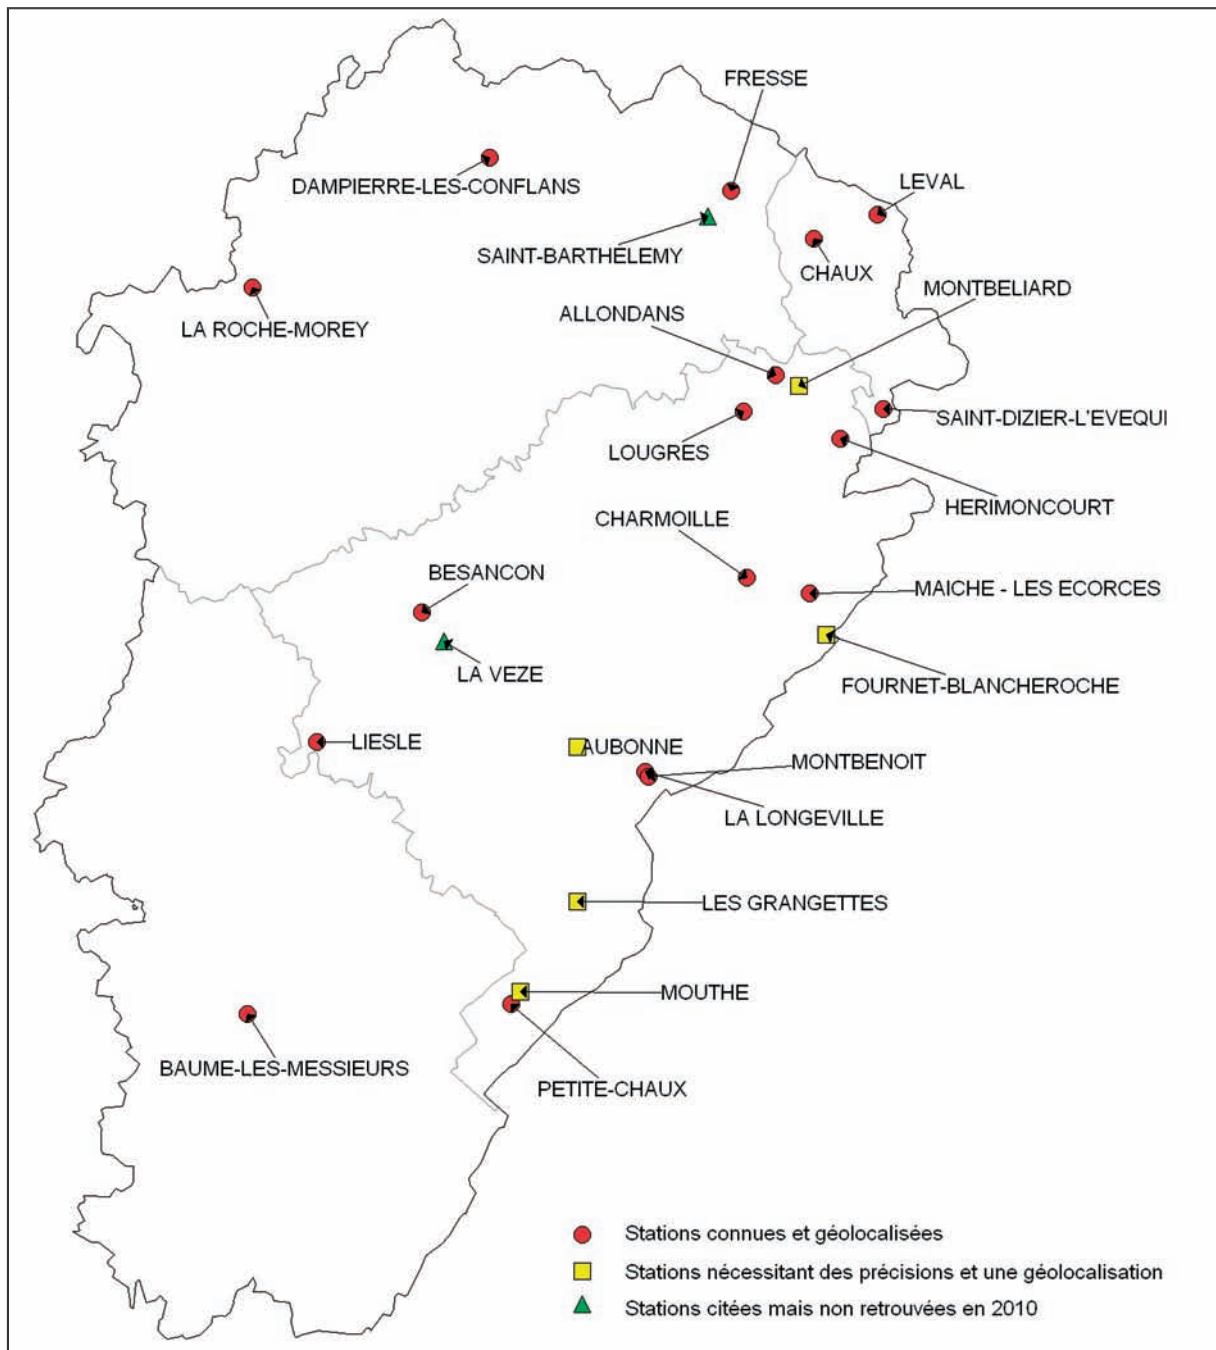 FRESSE
DAMPIERRE-LES-CONFLANS
LEVAL
SAINT-BARTHELEMY
CHAUX
MONTBELIARD
ALLONDANS
LA ROCHE-MOREY
SAINT-DIZIER-L'EVEQUI
LOUGRES
HERIMONCOURT
CHARMOILLE
BESANCON
MAICHE - LES ECORCES
LA VEZE
FOURNET-BLANCHEROCHE
LIESLE
AUBONNE
MONTBENOIT
LA LONGEVILLE
LES GRANGETTES
MOUTHE
BAUME-LES-MESSIEURS
PETITE-CHAUX
Stations connues et géolocalisées
Stations nécessitant des précisions et une géolocalisation
Stations citées mais non retrouvées en 2010